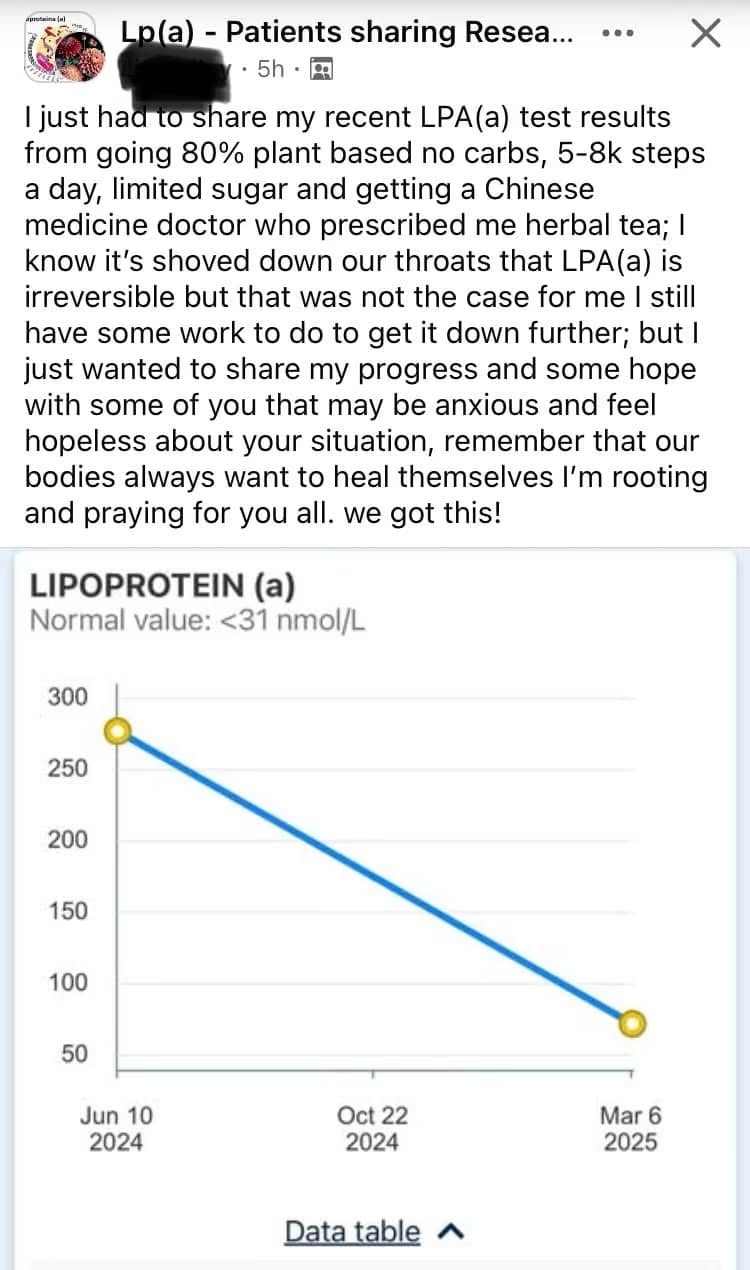 Lp(a) - Patients sharing Resea...
· 5h ·
I just had to share my recent LPA(a) test results
from going 80% plant based no carbs, 5-8k steps
a day, limited sugar and getting a Chinese
medicine doctor who prescribed me herbal tea; I
know it’s shoved down our throats that LPA(a) is
irreversible but that was not the case for me I still
have some work to do to get it down further; but I
just wanted to share my progress and some hope
with some of you that may be anxious and feel
hopeless about your situation, remember that our
bodies always want to heal themselves I’m rooting
and praying for you all. we got this!
LIPOPROTEIN (a)
Normal value: <31 nmol/L
300
250
200
150
100
50
Jun 10
2024
Oct 22
2024
Mar 6
2025
Data table